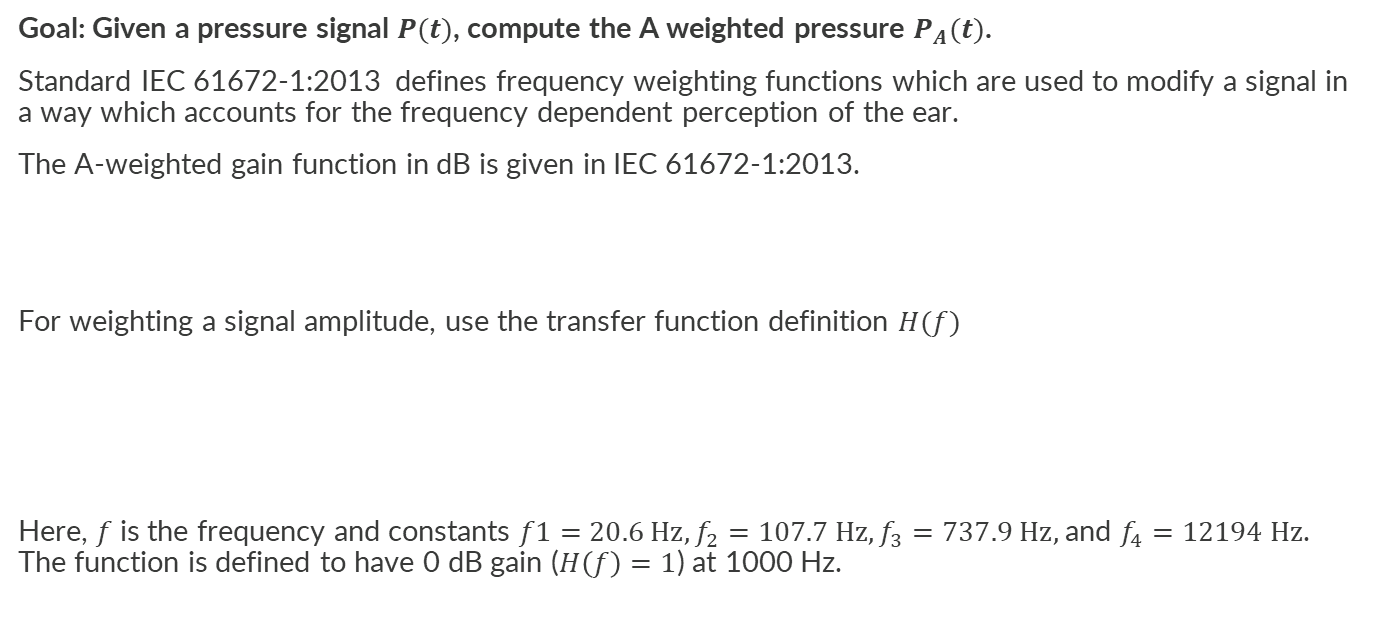 Goal: Given a pressure signal P(t), compute the A weighted pressure P_A(t).
Standard IEC 61672-1:2013 defines frequency weighting functions which are used to modify a signal in
a way which accounts for the frequency dependent perception of the ear.
The A-weighted gain function in dB is given in IEC 61672-1:2013.
For weighting a signal amplitude, use the transfer function definition H(f)
Here, f is the frequency and constants f1 = 20.6 Hz, f₂ = 107.7 Hz, f₃ = 737.9 Hz, and f₄ = 12194 Hz.
The function is defined to have 0 dB gain (H(f) = 1) at 1000 Hz.